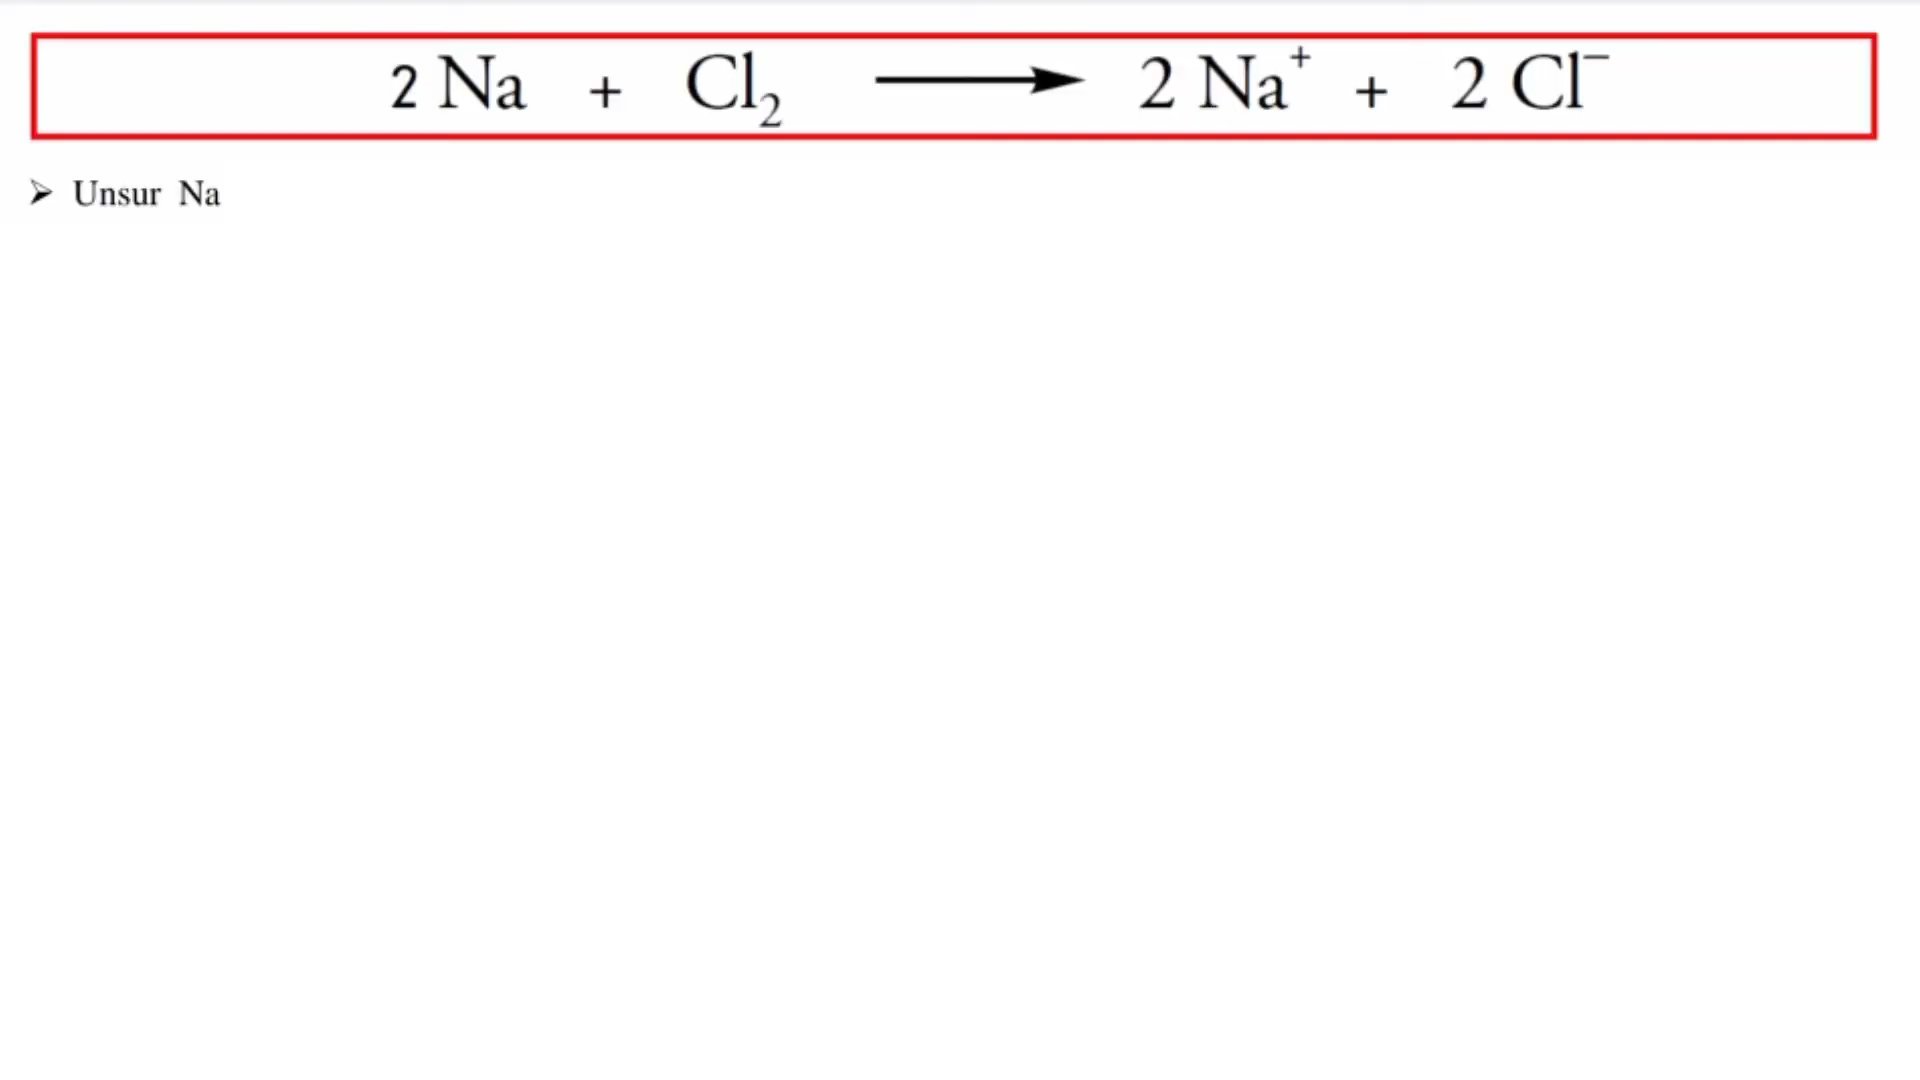 2 Na + Cl₂ ⟶ 2 Na⁺ + 2 Cl⁻
➢ Unsur Na